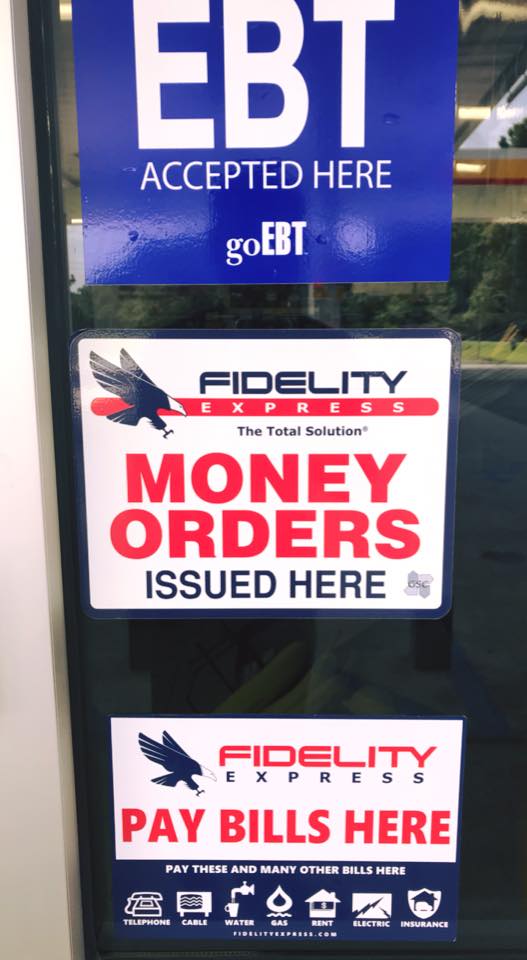 EBT
ACCEPTED HERE
goEBT
FIDELITY
EXPRESS
The Total Solution®
MONEY
ORDERS
ISSUED HERE
GSC
FIDELITY
EXPRESS
PAY BILLS HERE
PAY THESE AND MANY OTHER BILLS HERE
TELEPHONE CABLE WATER GAS RENT ELECTRIC INSURANCE
FIDELITYEXPRESS.COM